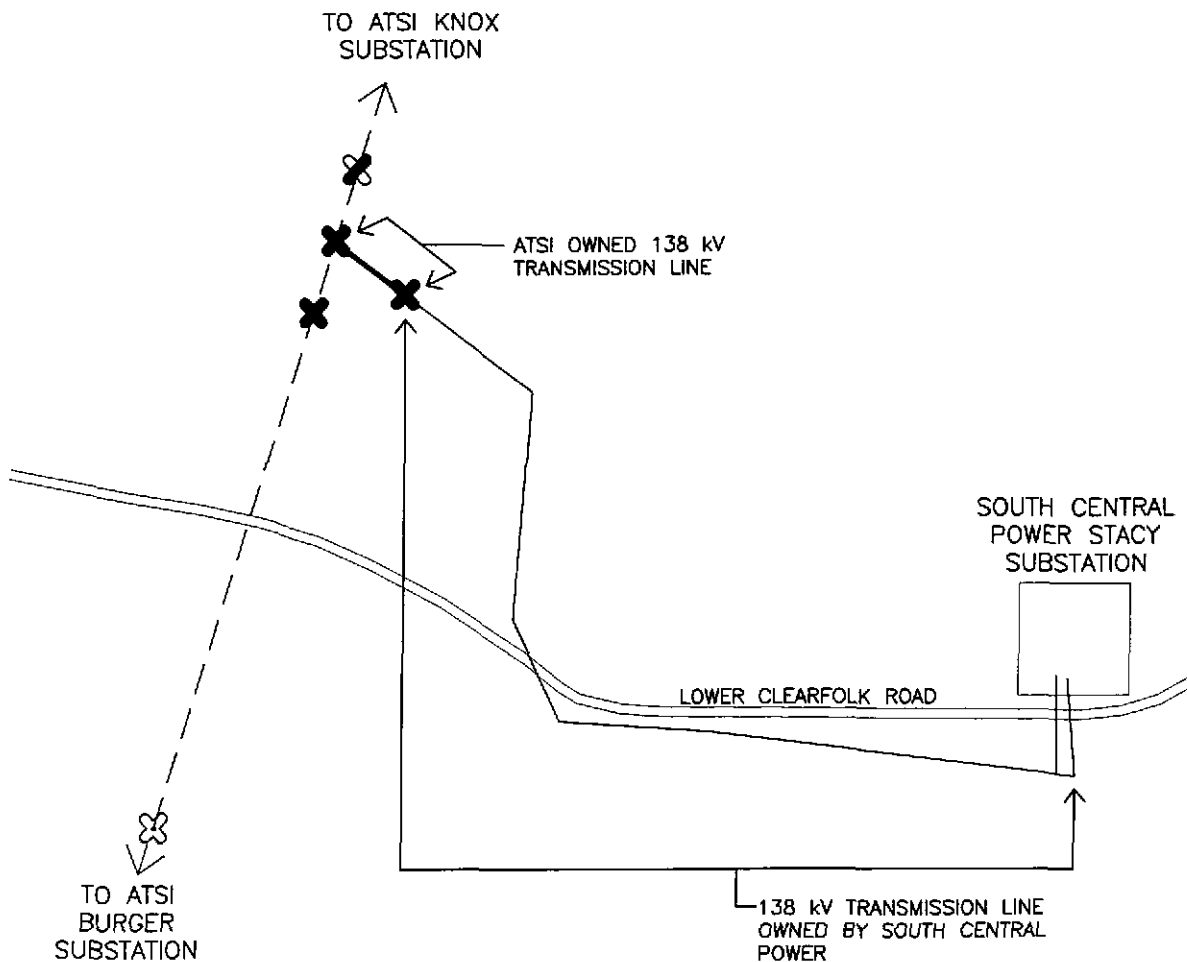 TO ATSI KNOX
SUBSTATION
ATSI OWNED 138 kV
TRANSMISSION LINE
SOUTH CENTRAL
POWER STACY
SUBSTATION
LOWER CLEARFOLK ROAD
TO ATSI
BURGER
SUBSTATION
138 kV TRANSMISSION LINE
OWNED BY SOUTH CENTRAL
POWER